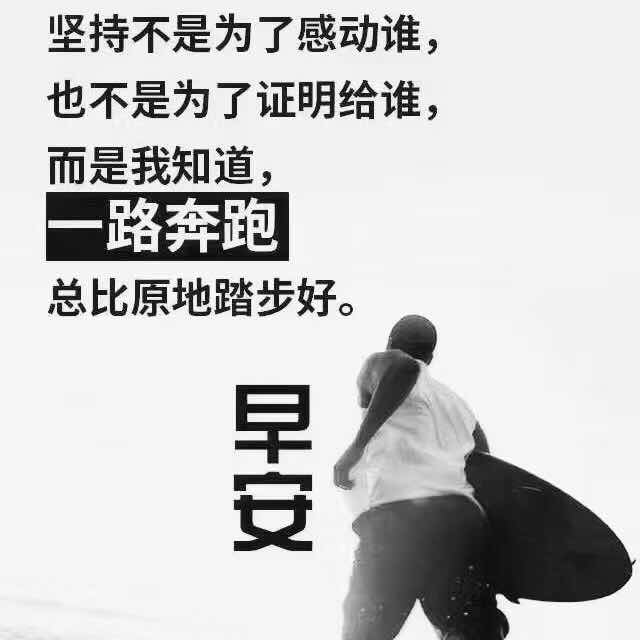 坚持不是为了感动谁，
也不是为了证明给谁，
而是我知道，
一路奔跑
总比原地踏步好。
早
安